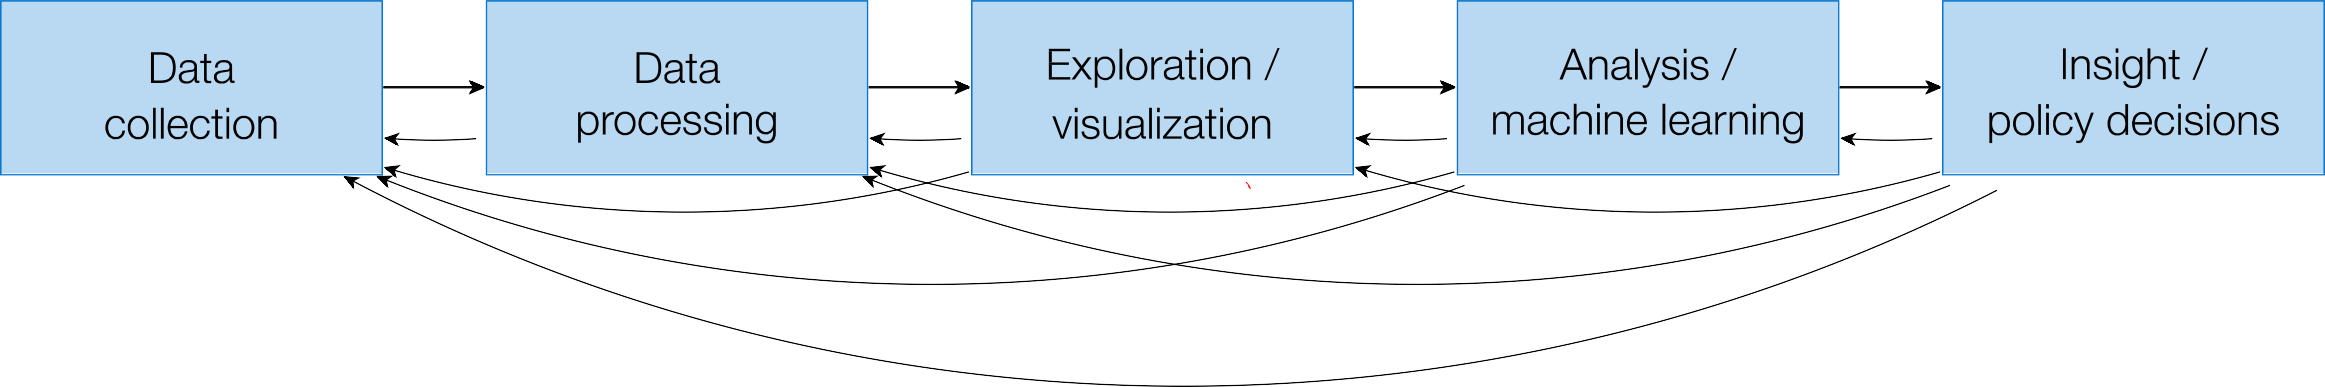 Data
collection
Data
processing
Exploration /
visualization
Analysis /
machine learning
Insight /
policy decisions